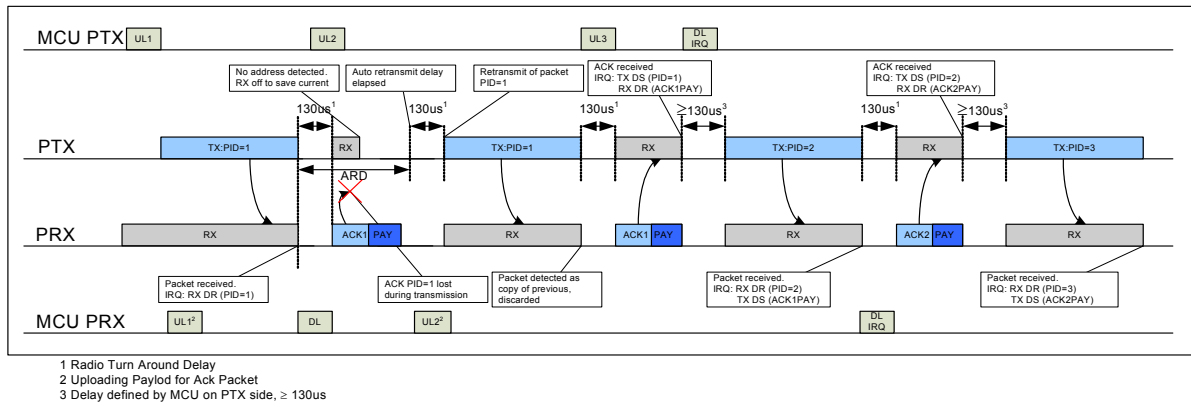 MCU PTX
UL1
UL2
UL3
DL
IRQ
No address detected.
RX off to save current
Auto retransmit delay
elapsed
Retransmit of packet
PID=1
ACK received
IRQ: TX DS (PID=1)
RX DR (ACK1PAY)
ACK received
IRQ: TX DS (PID=2)
RX DR (ACK2PAY)
130us¹
130us¹
130us¹
≥130us³
130us¹
≥130us³
PTX
TX:PID=1
RX
TX:PID=1
RX
TX:PID=2
RX
TX:PID=3
ARD
PRX
RX
ACK1
PAY
RX
ACK1
PAY
RX
ACK2
PAY
RX
Packet received.
IRQ: RX DR (PID=1)
ACK PID=1 lost
during transmission
Packet detected as
copy of previous,
discarded
Packet received.
IRQ: RX DR (PID=2)
TX DS (ACK1PAY)
Packet received.
IRQ: RX DR (PID=3)
TX DS (ACK2PAY)
MCU PRX
UL1²
DL
UL2²
DL
IRQ
1 Radio Turn Around Delay
2 Uploading Paylod for Ack Packet
3 Delay defined by MCU on PTX side, ≥ 130us